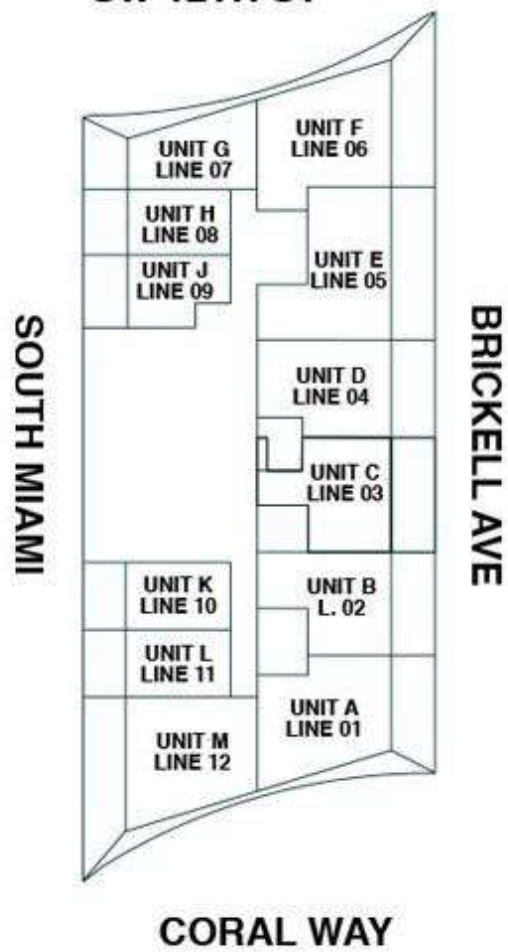 UNIT F
LINE 06
UNIT G
LINE 07
UNIT H
LINE 08
UNIT E
LINE 05
UNIT J
LINE 09
SOUTH MIAMI
BRICKELL AVE
UNIT D
LINE 04
UNIT C
LINE 03
UNIT K
LINE 10
UNIT B
L. 02
UNIT L
LINE 11
UNIT A
LINE 01
UNIT M
LINE 12
CORAL WAY